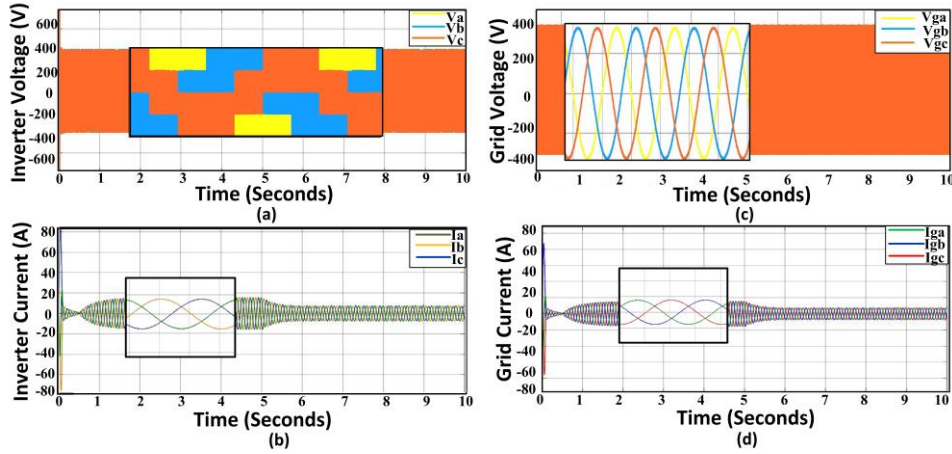 Inverter Voltage (V)
600
400
200
0
-200
-400
-600
Va
Vb
Vc
0 1 2 3 4 5 6 7 8 9 10
Time (Seconds)
(a)
Grid Voltage (V)
400
200
0
-200
-400
Vga
Vgb
Vgc
0 1 2 3 4 5 6 7 8 9 10
Time (Seconds)
(c)
Inverter Current (A)
80
60
40
20
0
-20
-40
-60
-80
Ia
Ib
Ic
0 1 2 3 4 5 6 7 8 9 10
Time (Seconds)
(b)
Grid Current (A)
80
60
40
20
0
-20
-40
-60
-80
Iga
Igb
Igc
0 1 2 3 4 5 6 7 8 9 10
Time (Seconds)
(d)